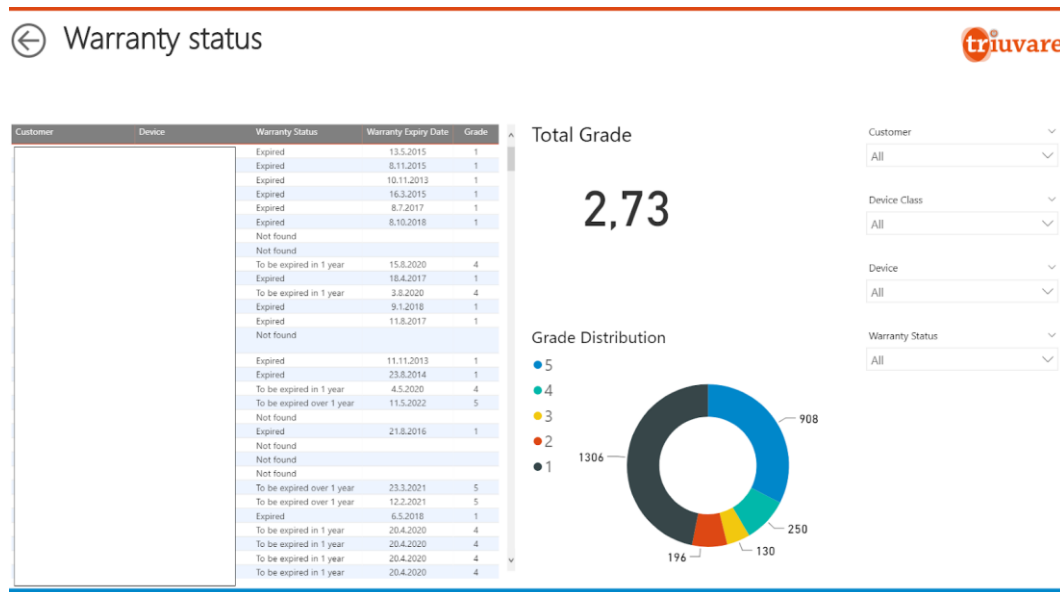 Warranty status
triuvare
Customer Device Warranty Status Warranty Expiry Date Grade
Expired 13.5.2015 1
Expired 8.11.2015 1
Expired 10.11.2013 1
Expired 16.3.2015 1
Expired 8.7.2017 1
Expired 8.10.2018 1
Not found
Not found
To be expired in 1 year 15.8.2020 4
Expired 18.4.2017 1
To be expired in 1 year 3.8.2020 4
Expired 9.1.2018 1
Expired 11.8.2017 1
Not found
Expired 11.11.2013 1
Expired 23.8.2014 1
To be expired in 1 year 4.5.2020 4
To be expired over 1 year 11.5.2022 5
Not found
Expired 21.8.2016 1
Not found
Not found
Not found
To be expired over 1 year 23.3.2021 5
To be expired over 1 year 12.2.2021 5
Expired 6.5.2018 1
To be expired in 1 year 20.4.2020 4
To be expired in 1 year 20.4.2020 4
To be expired in 1 year 20.4.2020 4
To be expired in 1 year 20.4.2020 4
Total Grade
2,73
Grade Distribution
5
4
3
2
1
908
250
130
196
1306
Customer
All
Device Class
All
Device
All
Warranty Status
All